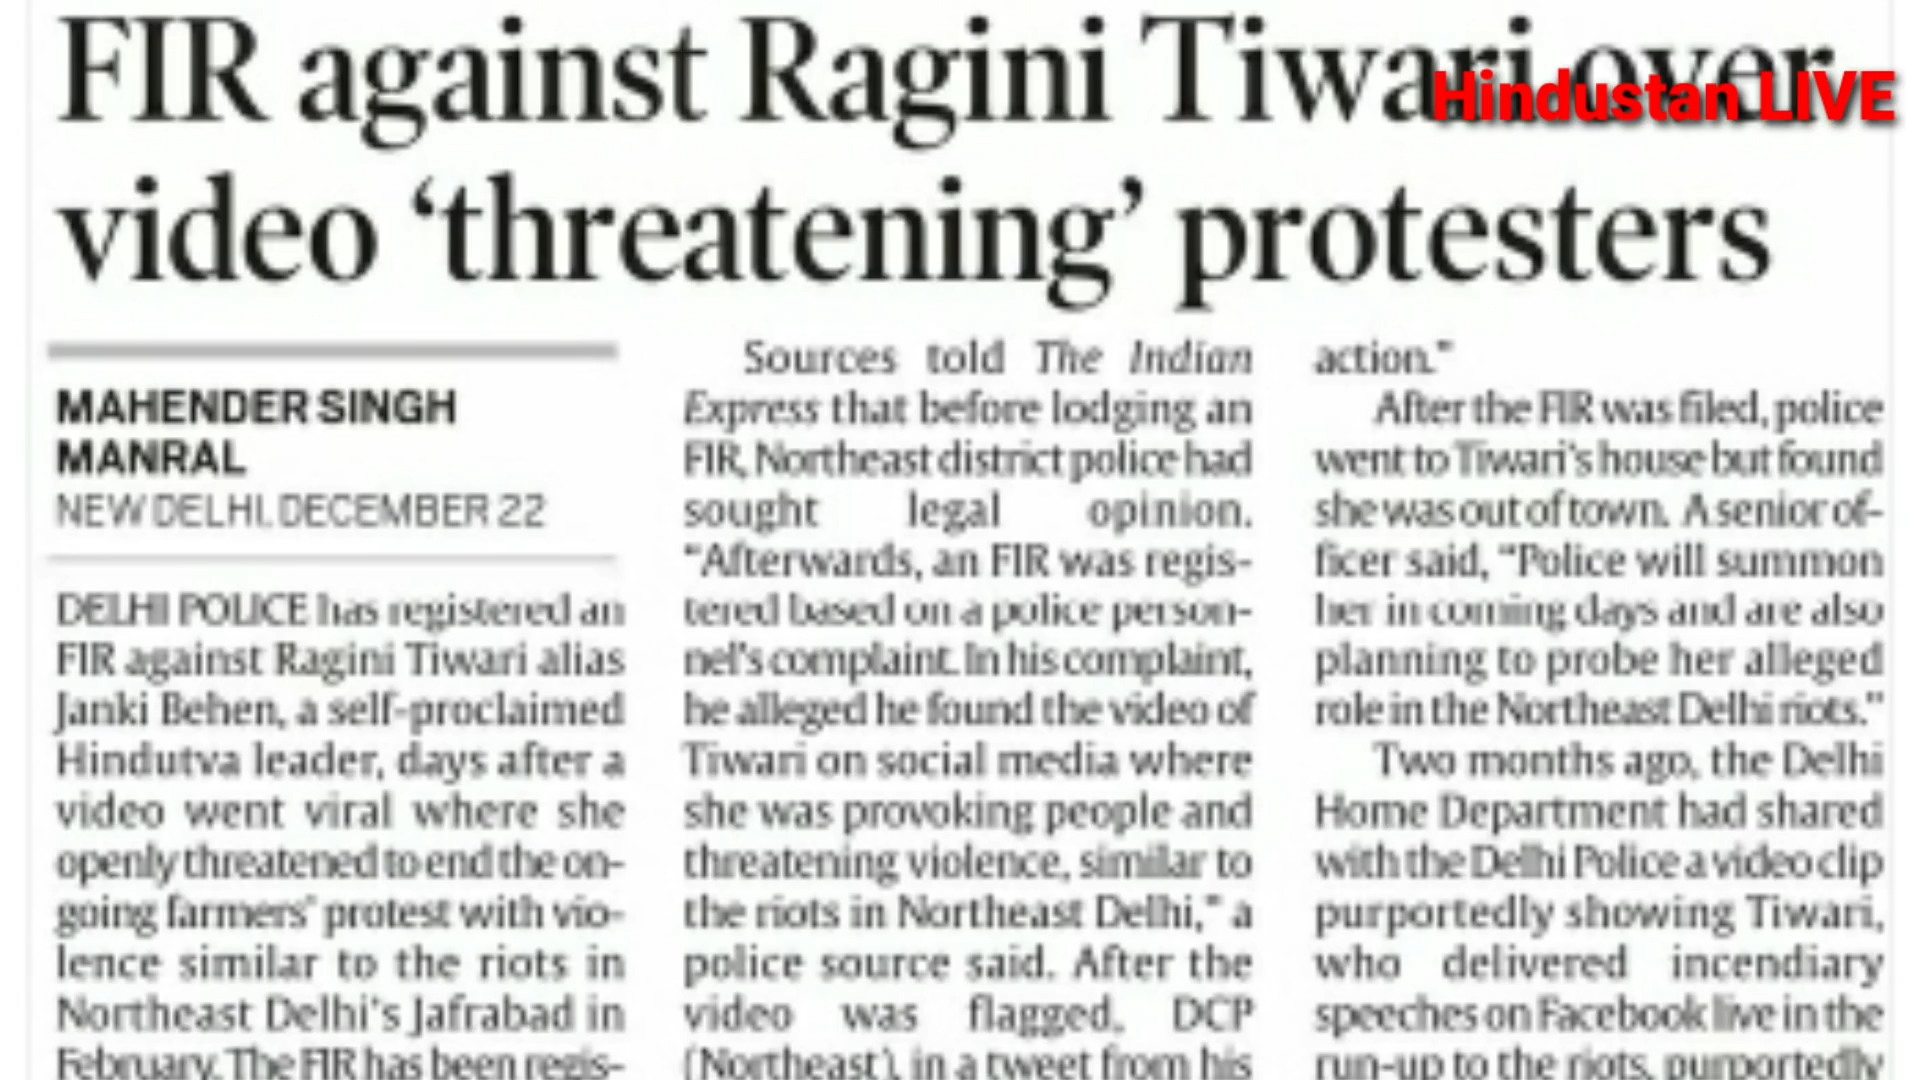 FIR against Ragini Tiwari over
Hindustan LIVE
video ‘threatening’ protesters
MAHENDER SINGH
MANRAL
NEW DELHI, DECEMBER 22
DELHI POLICE has registered an
FIR against Ragini Tiwari alias
Janki Behen, a self-proclaimed
Hindutva leader, days after a
video went viral where she
openly threatened to end the on-
going farmers’ protest with vio-
lence similar to the riots in
Northeast Delhi’s Jafrabad in
February. The FIR has been regis-
Sources told The Indian
Express that before lodging an
FIR, Northeast district police had
sought legal opinion.
“Afterwards, an FIR was regis-
tered based on a police person-
nel’s complaint. In his complaint,
he alleged he found the video of
Tiwari on social media where
she was provoking people and
threatening violence, similar to
the riots in Northeast Delhi,” a
police source said. After the
video was flagged, DCP
(Northeast), in a tweet from his
action.”
After the FIR was filed, police
went to Tiwari’s house but found
she was out of town. A senior of-
ficer said, “Police will summon
her in coming days and are also
planning to probe her alleged
role in the Northeast Delhi riots.”
Two months ago, the Delhi
Home Department had shared
with the Delhi Police a video clip
purportedly showing Tiwari,
who delivered incendiary
speeches on Facebook live in the
run-up to the riots, purportedly